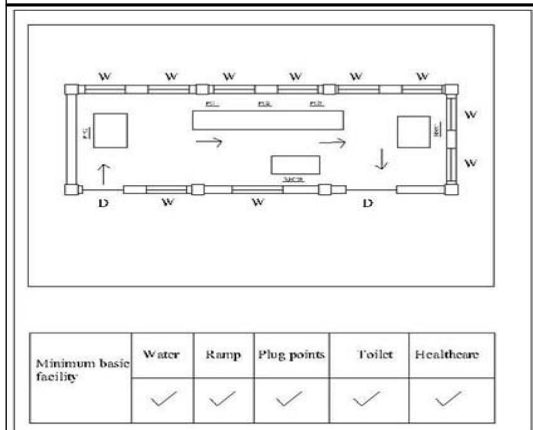 W W W W W W
W
W
D W W D
Minimum basic facility
Water Ramp Plug points Toilet Healthcare